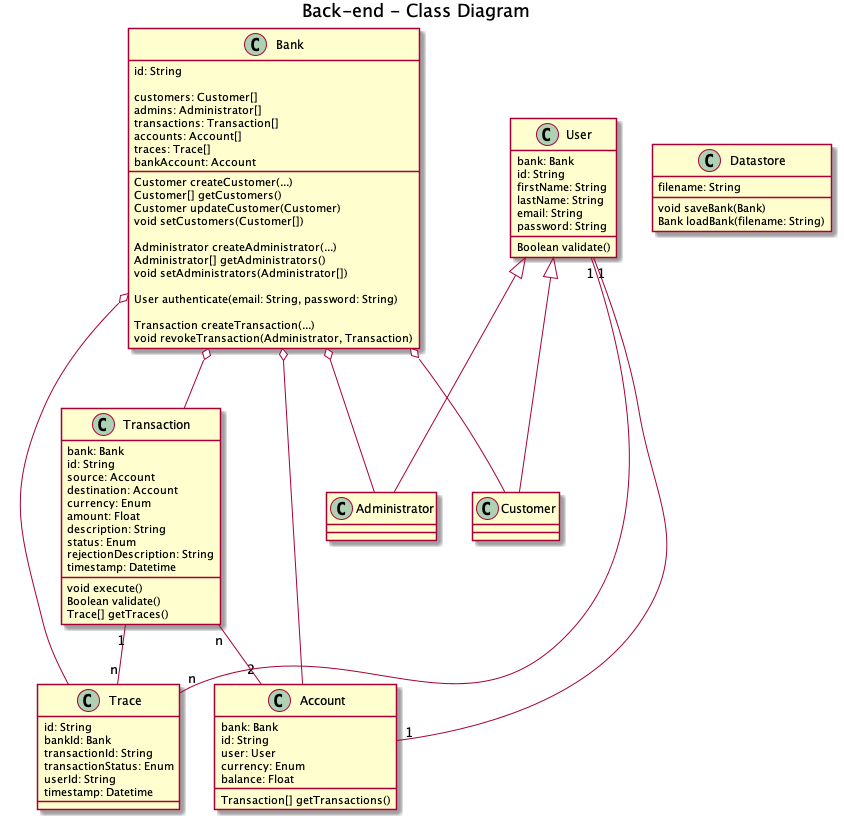 Back-end - Class Diagram
C Bank
id: String
customers: Customer[]
admins: Administrator[]
transactions: Transaction[]
accounts: Account[]
traces: Trace[]
bankAccount: Account
Customer createCustomer(...)
Customer[] getCustomers()
Customer updateCustomer(Customer)
void setCustomers(Customer[])
Administrator createAdministrator(...)
Administrator[] getAdministrators()
void setAdministrators(Administrator[])
User authenticate(email: String, password: String)
Transaction createTransaction(...)
void revokeTransaction(Administrator, Transaction)
C User
bank: Bank
id: String
firstName: String
lastName: String
email: String
password: String
Boolean validate()
C Datastore
filename: String
void saveBank(Bank)
Bank loadBank(filename: String)
1 1
C Transaction
bank: Bank
id: String
source: Account
destination: Account
currency: Enum
amount: Float
description: String
status: Enum
rejectionDescription: String
timestamp: Datetime
void execute()
Boolean validate()
Trace[] getTraces()
C Administrator
C Customer
1
n
n
2
n
1
C Trace
id: String
bankId: Bank
transactionId: String
transactionStatus: Enum
userId: String
timestamp: Datetime
C Account
bank: Bank
id: String
user: User
currency: Enum
balance: Float
Transaction[] getTransactions()